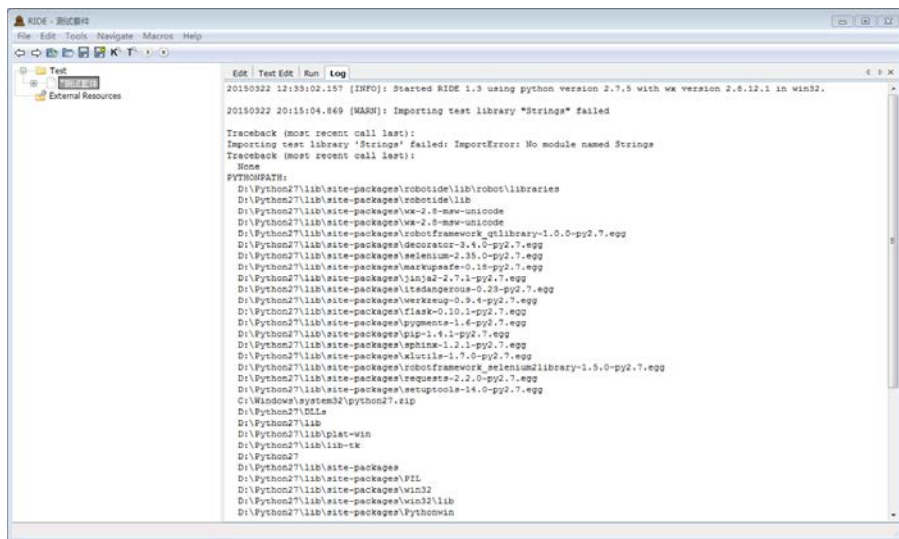 RIDE - 测试套件
File Edit Tools Navigate Macros Help
Test
测试套件
External Resources
Edit Text Edit Run Log
20150322 12:33:02.157 [INFO]: Started RIDE 1.3 using python version 2.7.5 with wx version 2.8.12.1 in win32.
20150322 20:15:04.869 [WARN]: Importing test library "Strings" failed
Traceback (most recent call last):
Importing test library 'Strings' failed: ImportError: No module named Strings
Traceback (most recent call last):
None
PYTHONPATH:
D:\Python27\lib\site-packages\robotide\lib\robot\libraries
D:\Python27\lib\site-packages\robotide\lib
D:\Python27\lib\site-packages\wx-2.8-msw-unicode
D:\Python27\lib\site-packages\wx-2.8-msw-unicode
D:\Python27\lib\site-packages\robotframework_qtlibrary-1.0.0-py2.7.egg
D:\Python27\lib\site-packages\decorator-3.4.0-py2.7.egg
D:\Python27\lib\site-packages\selenium-2.35.0-py2.7.egg
D:\Python27\lib\site-packages\markupsafe-0.18-py2.7.egg
D:\Python27\lib\site-packages\jinja2-2.7.1-py2.7.egg
D:\Python27\lib\site-packages\itsdangerous-0.23-py2.7.egg
D:\Python27\lib\site-packages\werkzeug-0.9.4-py2.7.egg
D:\Python27\lib\site-packages\flask-0.10.1-py2.7.egg
D:\Python27\lib\site-packages\pygments-1.6-py2.7.egg
D:\Python27\lib\site-packages\pip-1.4.1-py2.7.egg
D:\Python27\lib\site-packages\sphinx-1.2.1-py2.7.egg
D:\Python27\lib\site-packages\xlutils-1.7.0-py2.7.egg
D:\Python27\lib\site-packages\robotframework_selenium2library-1.5.0-py2.7.egg
D:\Python27\lib\site-packages\requests-2.2.0-py2.7.egg
D:\Python27\lib\site-packages\setuptools-14.0-py2.7.egg
C:\Windows\system32\python27.zip
D:\Python27\DLLs
D:\Python27\lib
D:\Python27\lib\plat-win
D:\Python27\lib\lib-tk
D:\Python27
D:\Python27\lib\site-packages
D:\Python27\lib\site-packages\PIL
D:\Python27\lib\site-packages\win32
D:\Python27\lib\site-packages\win32\lib
D:\Python27\lib\site-packages\Pythonwin